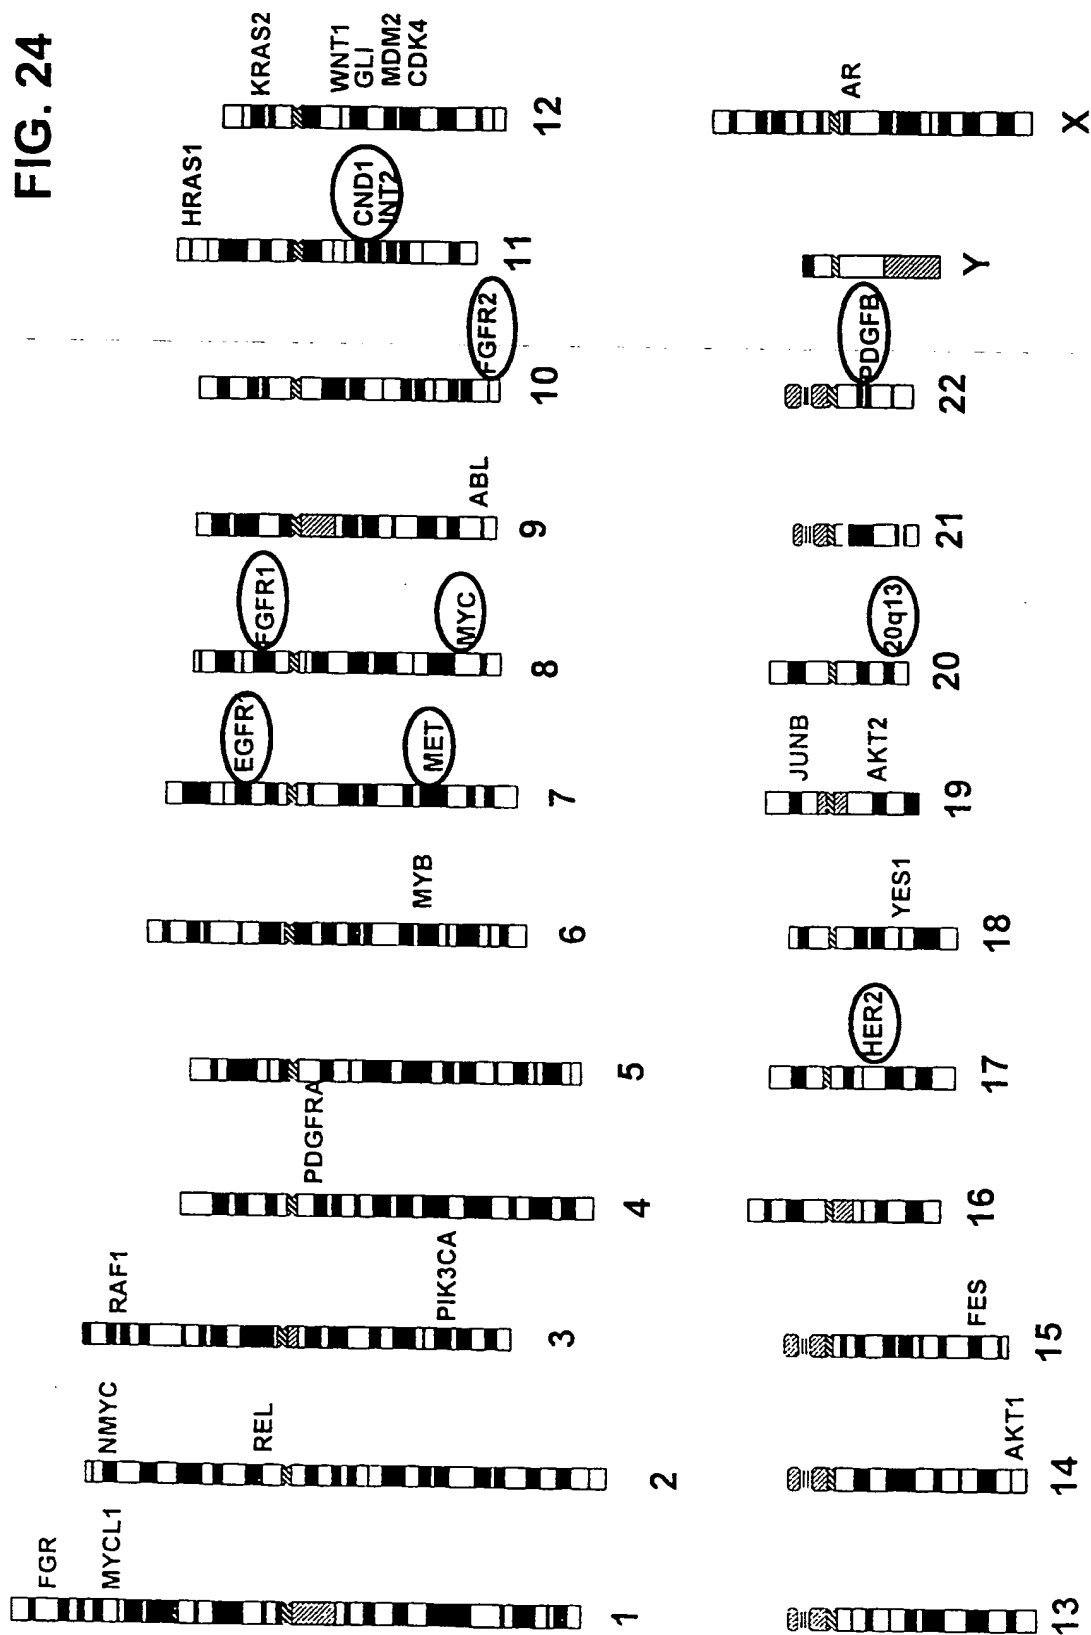 FIG. 24
FGR
MYCL1
1
NMYC
REL
2
RAF1
PIK3CA
3
PDGFRA
4
5
MYB
6
EGFR1
MET
7
FGFR1
MYC
8
ABL
9
FGFR2
10
HRAS1
CND1
INT2
11
KRAS2
WNT1
GLI
MDM2
CDK4
12
13
AKT1
14
FES
15
16
HER2
17
YES1
18
JUNB
AKT2
19
20q13
20
21
PDGFB
22
Y
AR
X